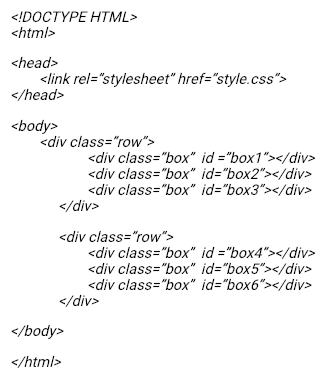 <!DOCTYPE HTML>
<html>
<head>
<link rel=”stylesheet” href=”style.css”>
</head>
<body>
<div class=”row”>
<div class=”box”  id =”box1”></div>
<div class=”box”  id=”box2”></div>
<div class=”box”  id=”box3”></div>
</div>
<div class=”row”>
<div class=”box”  id =”box4”></div>
<div class=”box”  id=”box5”></div>
<div class=”box”  id=”box6”></div>
</div>
</body>
</html>